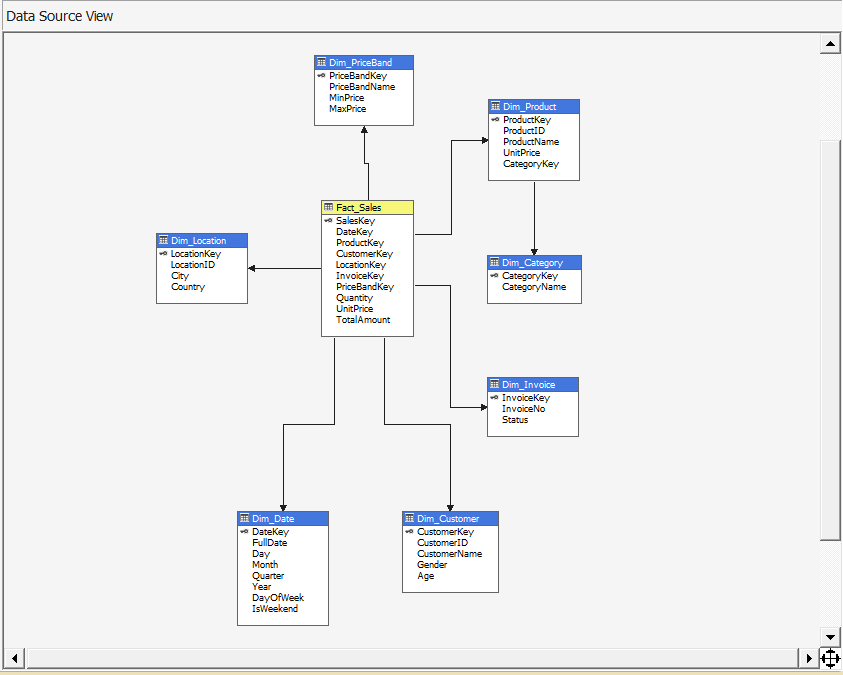 Data Source View
Dim_PriceBand
PriceBandKey
PriceBandName
MinPrice
MaxPrice
Dim_Product
ProductKey
ProductID
ProductName
UnitPrice
CategoryKey
Fact_Sales
SalesKey
DateKey
ProductKey
CustomerKey
LocationKey
InvoiceKey
PriceBandKey
Quantity
UnitPrice
TotalAmount
Dim_Location
LocationKey
LocationID
City
Country
Dim_Category
CategoryKey
CategoryName
Dim_Invoice
InvoiceKey
InvoiceNo
Status
Dim_Date
DateKey
FullDate
Day
Month
Quarter
Year
DayOfWeek
IsWeekend
Dim_Customer
CustomerKey
CustomerID
CustomerName
Gender
Age